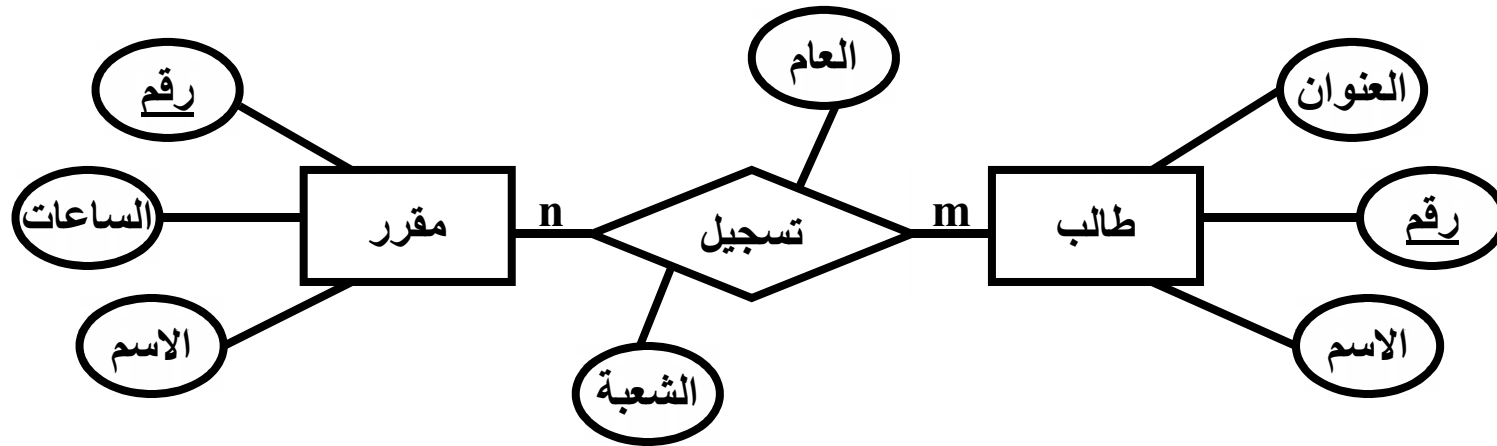 العام
العنوان
رقم
طالب
m
تسجيل
n
مقرر
رقم
الساعات
الاسم
الاسم
الشعبة